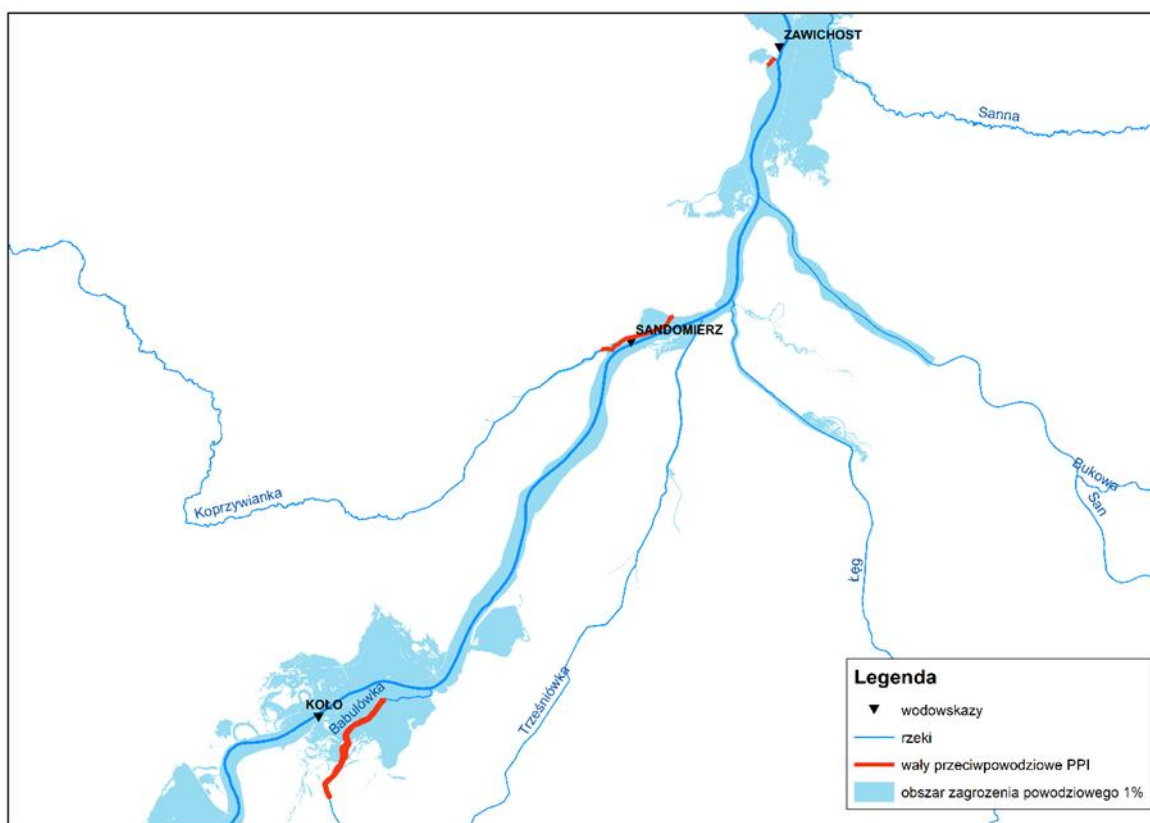 ZAWICHOST
Sanna
SANDOMIERZ
Bukowa
San
Koprzywianka
Łęg
Trześniówka
Babulówka
KOŁO
Legenda
wodowskazy
rzeki
wały przeciwpowodziowe PPI
obszar zagrożenia powodziowego 1%